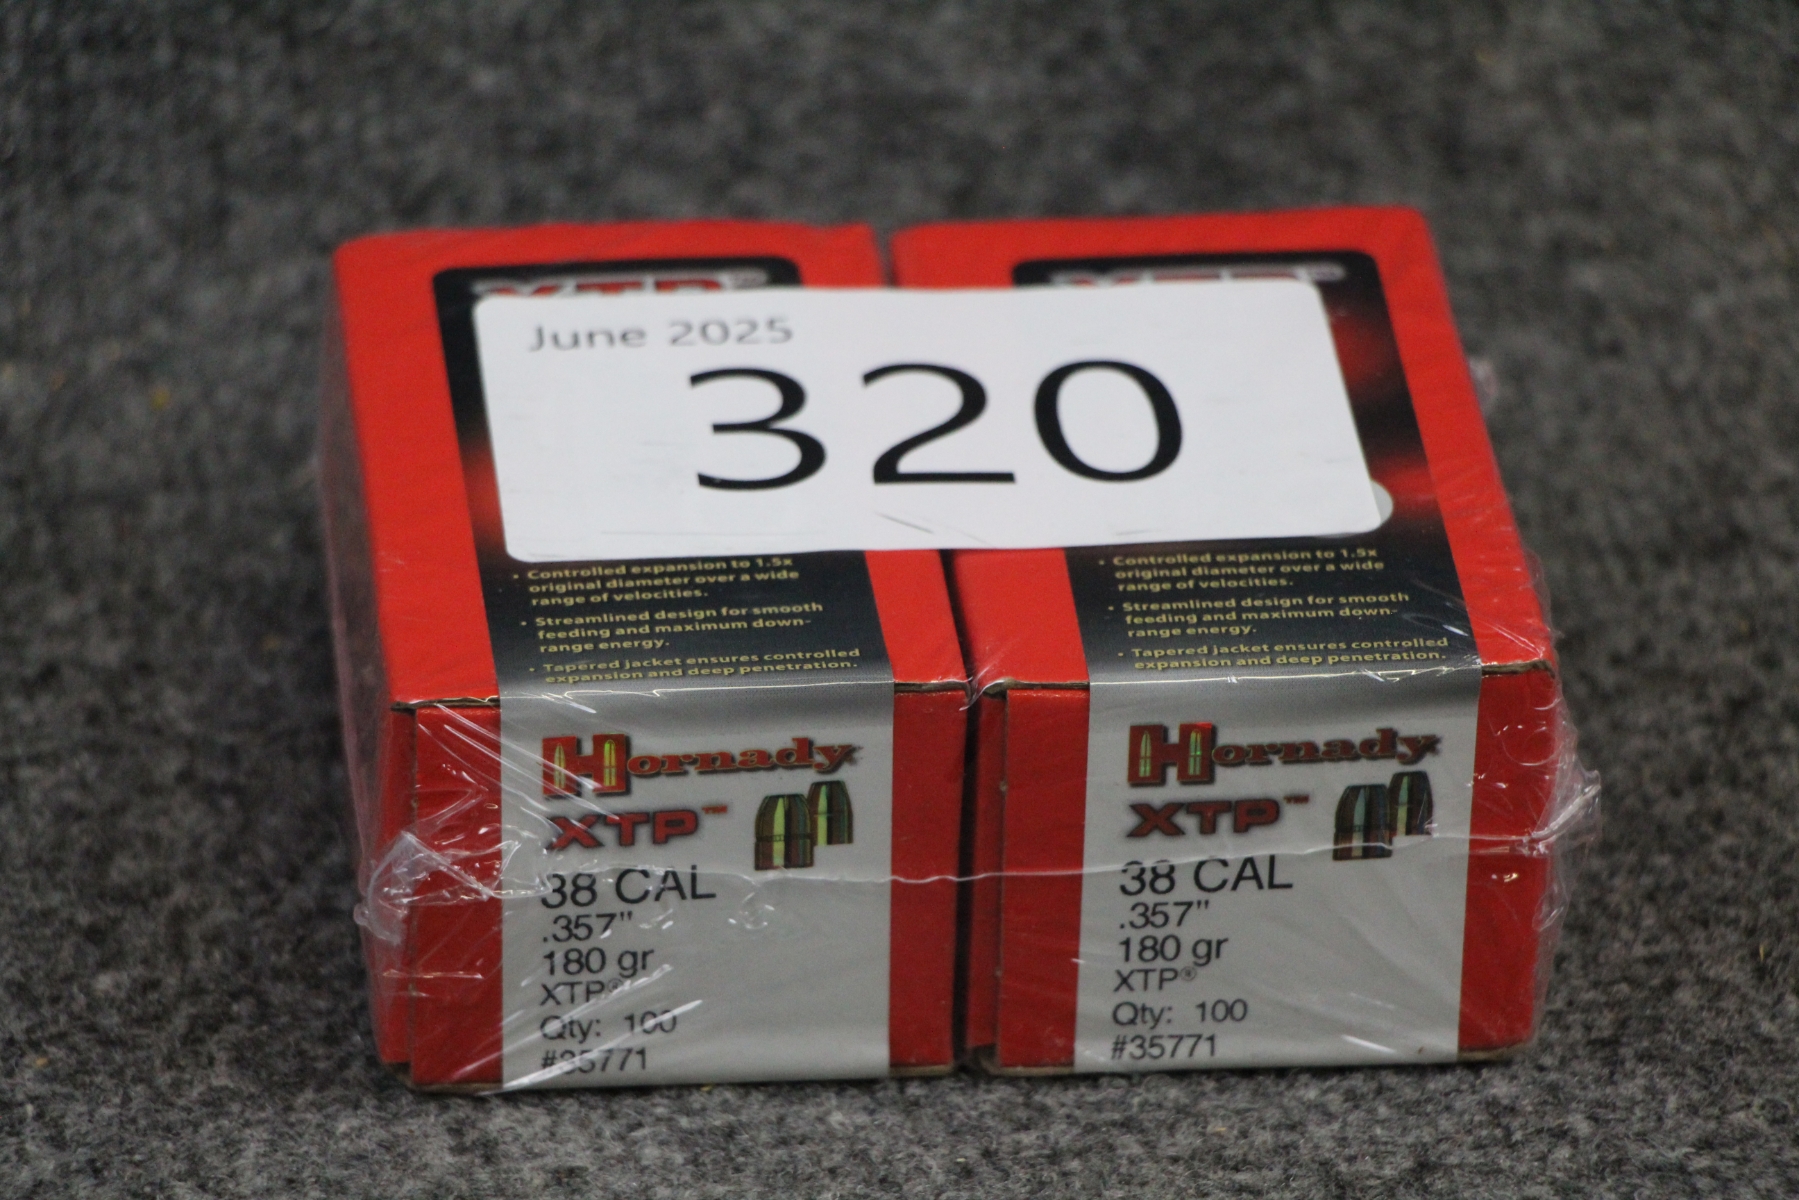 XTP
June 2025
320
• Controlled expansion to 1.5x
original diameter over a wide
range of velocities.
• Streamlined design for smooth
feeding and maximum down-
range energy.
• Tapered jacket ensures controlled
expansion and deep penetration.
Hornady
XTP™
38 CAL
.357"
180 gr
XTP®
Qty: 100
#35771
• Controlled expansion to 1.5x
original diameter over a wide
range of velocities.
• Streamlined design for smooth
feeding and maximum down-
range energy.
• Tapered jacket ensures controlled
expansion and deep penetration.
Hornady
XTP™
38 CAL
.357"
180 gr
XTP®
Qty: 100
#35771